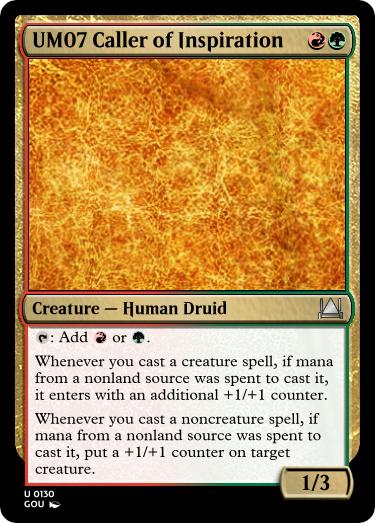 UM07 Caller of Inspiration
Creature — Human Druid
: Add or .
Whenever you cast a creature spell, if mana
from a nonland source was spent to cast it,
it enters with an additional +1/+1 counter.
Whenever you cast a noncreature spell, if
mana from a nonland source was spent to
cast it, put a +1/+1 counter on target
creature.
1/3
U 0130
GOU